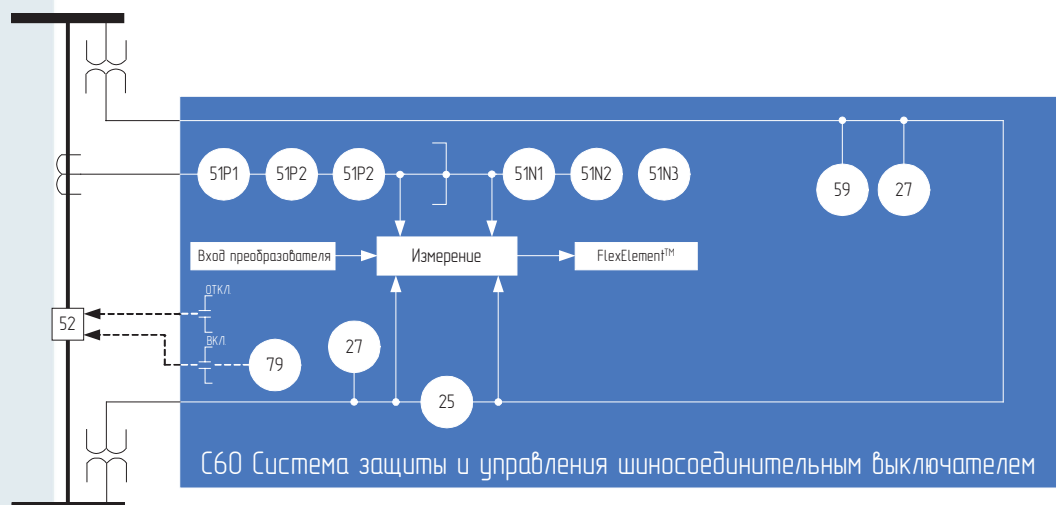 51P1 51P2 51P2 51N1 51N2 51N3
59 27
Вход преобразователя Измерение FlexElement™
ОТКЛ.
52
ВКЛ.
79 27
25
С60 Система защиты и управления шиносоединительным выключателем